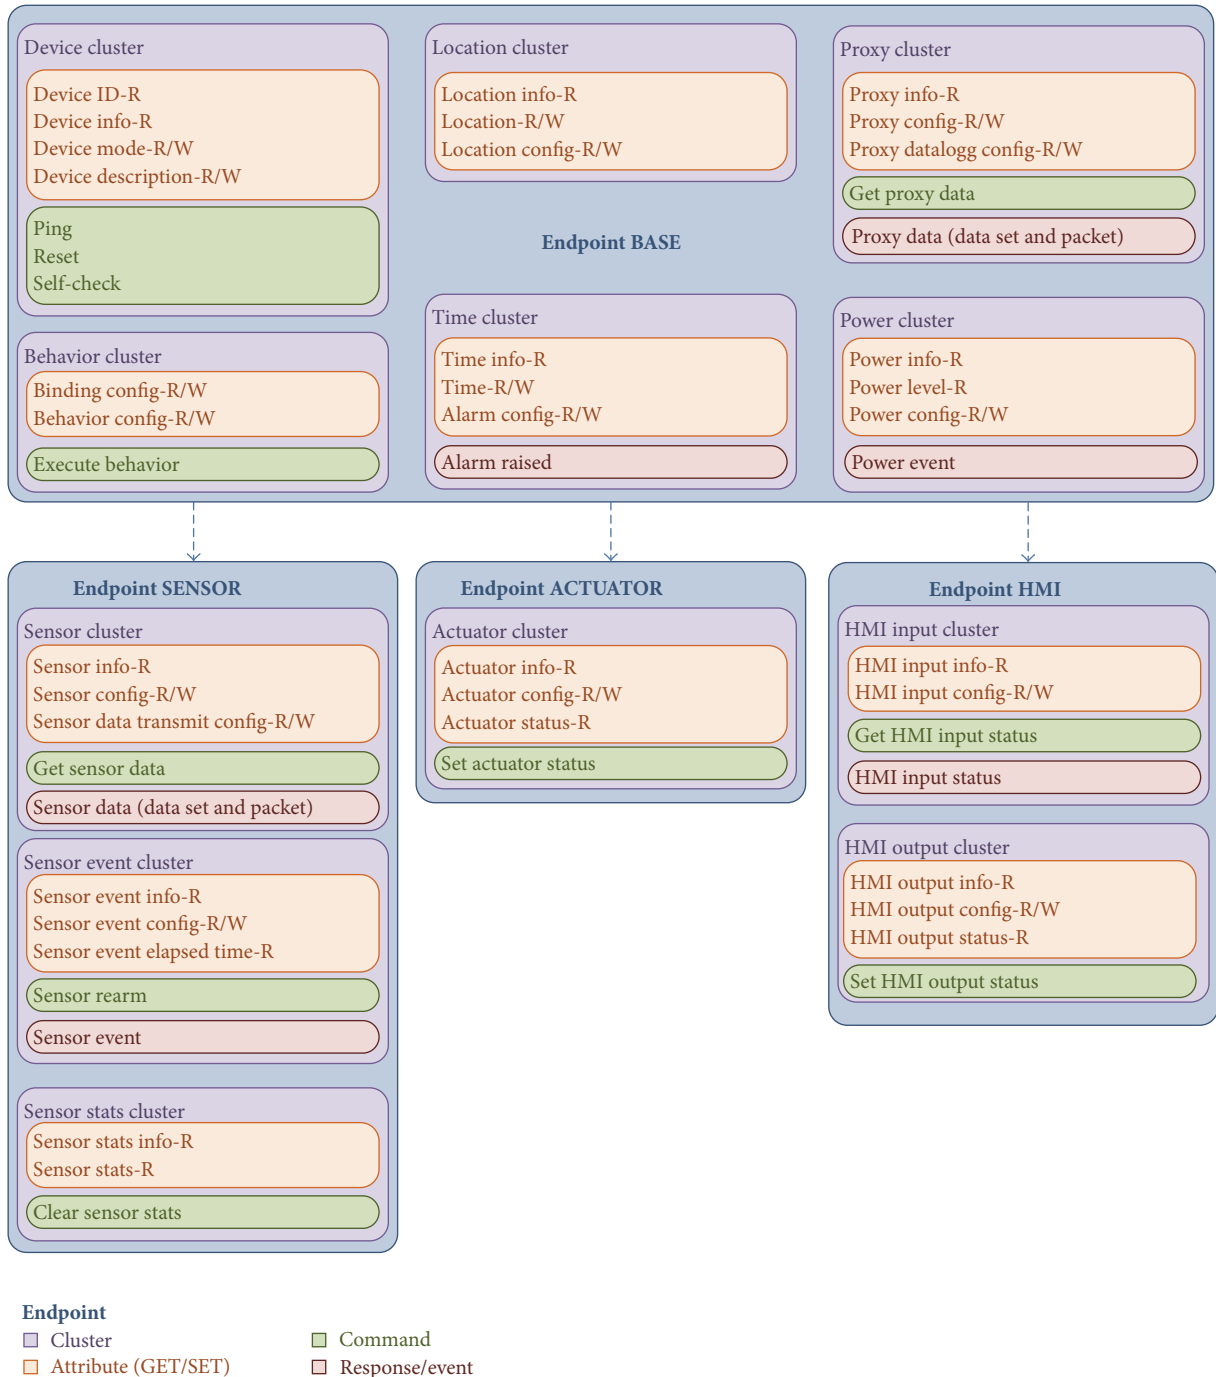 Device cluster
Device ID-R
Device info-R
Device mode-R/W
Device description-R/W
Ping
Reset
Self-check
Behavior cluster
Binding config-R/W
Behavior config-R/W
Execute behavior
Location cluster
Location info-R
Location-R/W
Location config-R/W
Endpoint BASE
Time cluster
Time info-R
Time-R/W
Alarm config-R/W
Alarm raised
Proxy cluster
Proxy info-R
Proxy config-R/W
Proxy datalogg config-R/W
Get proxy data
Proxy data (data set and packet)
Power cluster
Power info-R
Power level-R
Power config-R/W
Power event
Endpoint SENSOR
Sensor cluster
Sensor info-R
Sensor config-R/W
Sensor data transmit config-R/W
Get sensor data
Sensor data (data set and packet)
Sensor event cluster
Sensor event info-R
Sensor event config-R/W
Sensor event elapsed time-R
Sensor rearm
Sensor event
Sensor stats cluster
Sensor stats info-R
Sensor stats-R
Clear sensor stats
Endpoint ACTUATOR
Actuator cluster
Actuator info-R
Actuator config-R/W
Actuator status-R
Set actuator status
Endpoint HMI
HMI input cluster
HMI input info-R
HMI input config-R/W
Get HMI input status
HMI input status
HMI output cluster
HMI output info-R
HMI output config-R/W
HMI output status-R
Set HMI output status
Endpoint
Cluster
Attribute (GET/SET)
Command
Response/event